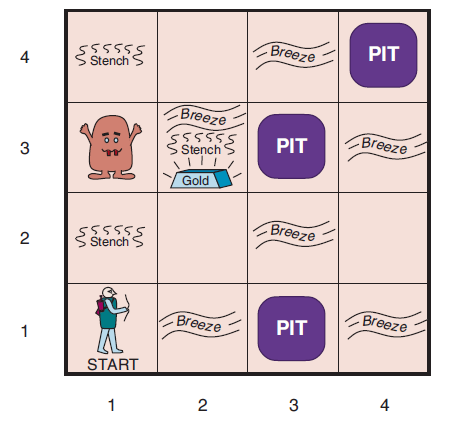 4
Stench
Breeze
PIT
3
Breeze
Stench
Gold
PIT
Breeze
2
Stench
Breeze
1
START
Breeze
PIT
Breeze
1 2 3 4